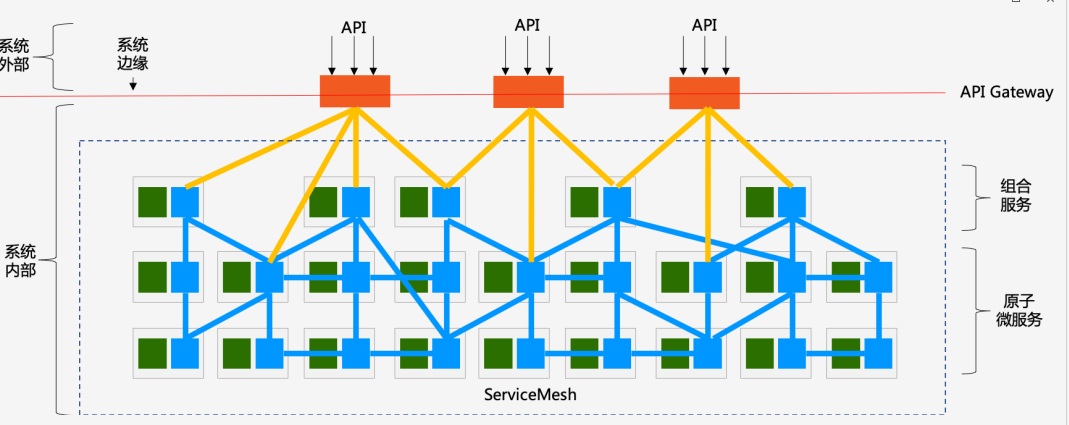 API
API
API
系统
外部
系统
边缘
API Gateway
组合
服务
系统
内部
原子
微服务
ServiceMesh